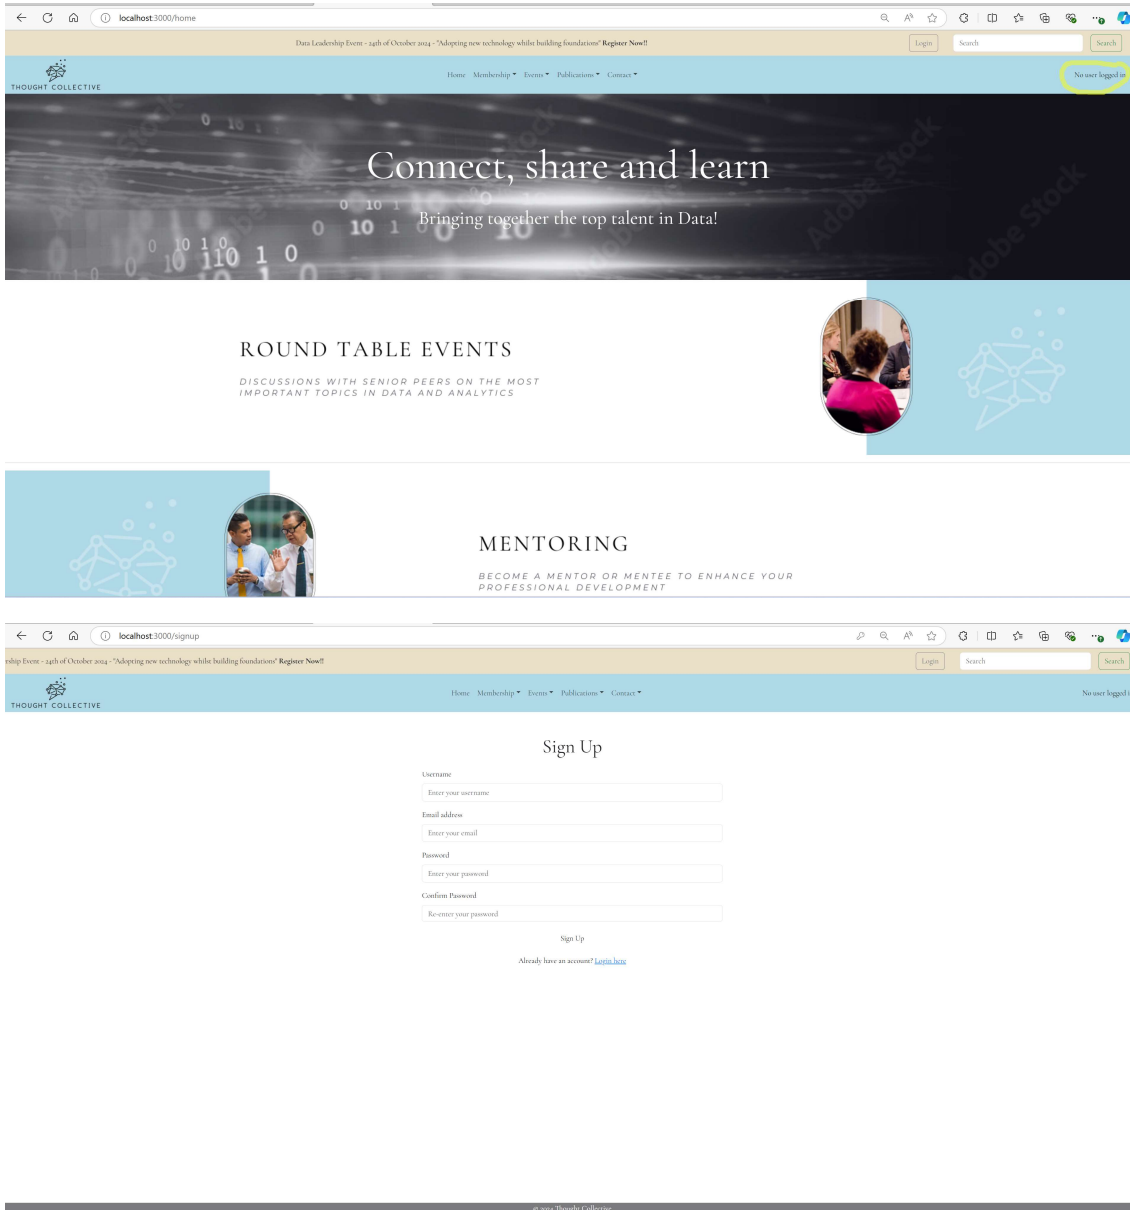 localhost:3000/home
Data Leadership Event - 24th of October 2024 - "Adopting new technology whilst building foundations" Register Now!!
Login
Search
Search
THOUGHT COLLECTIVE
Home Membership Events Publications Contact
No user logged in
Connect, share and learn
Bringing together the top talent in Data!
Adobe Stock
ROUND TABLE EVENTS
DISCUSSIONS WITH SENIOR PEERS ON THE MOST
IMPORTANT TOPICS IN DATA AND ANALYTICS
MENTORING
BECOME A MENTOR OR MENTEE TO ENHANCE YOUR
PROFESSIONAL DEVELOPMENT
localhost:3000/signup
rship Event - 24th of October 2024 - "Adopting new technology whilst building foundations" Register Now!!
Login
Search
Search
THOUGHT COLLECTIVE
Home Membership Events Publications Contact
No user logged i
Sign Up
Username
Enter your username
Email address
Enter your email
Password
Enter your password
Confirm Password
Re-enter your password
Sign Up
Already have an account? Login here
© 2024 Thought Collective